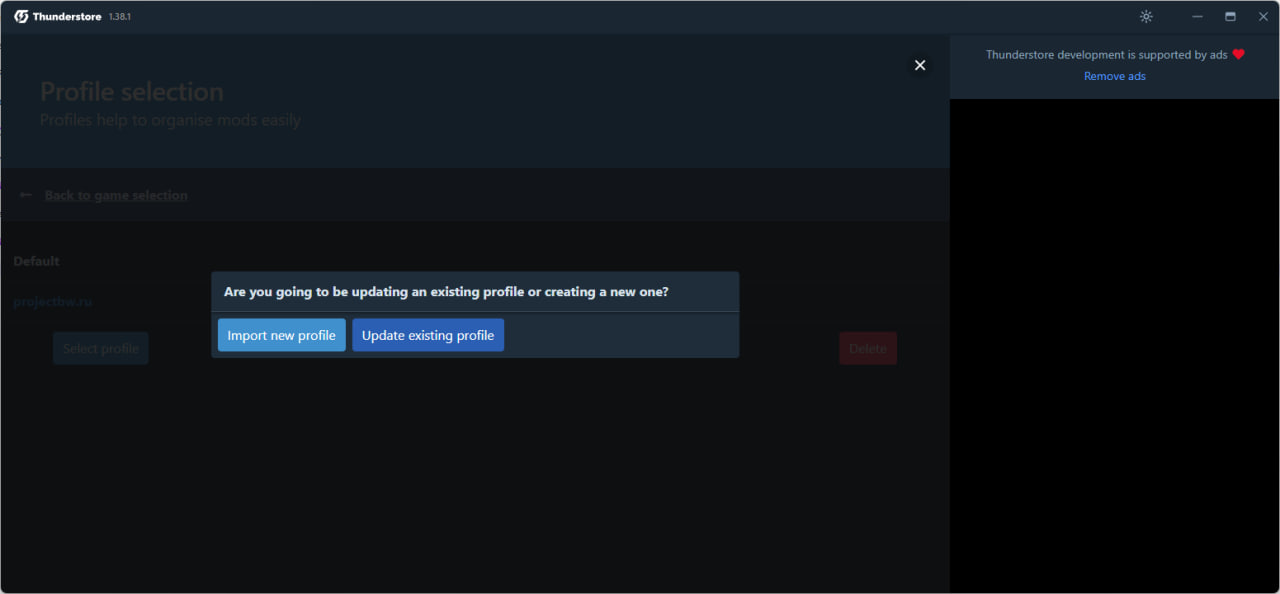 Thunderstore 1.38.1
Thunderstore development is supported by ads
Remove ads
Profile selection
Profiles help to organise mods easily
Back to game selection
Default
projectbw.ru
Are you going to be updating an existing profile or creating a new one?
Import new profile Update existing profile
Select profile Delete